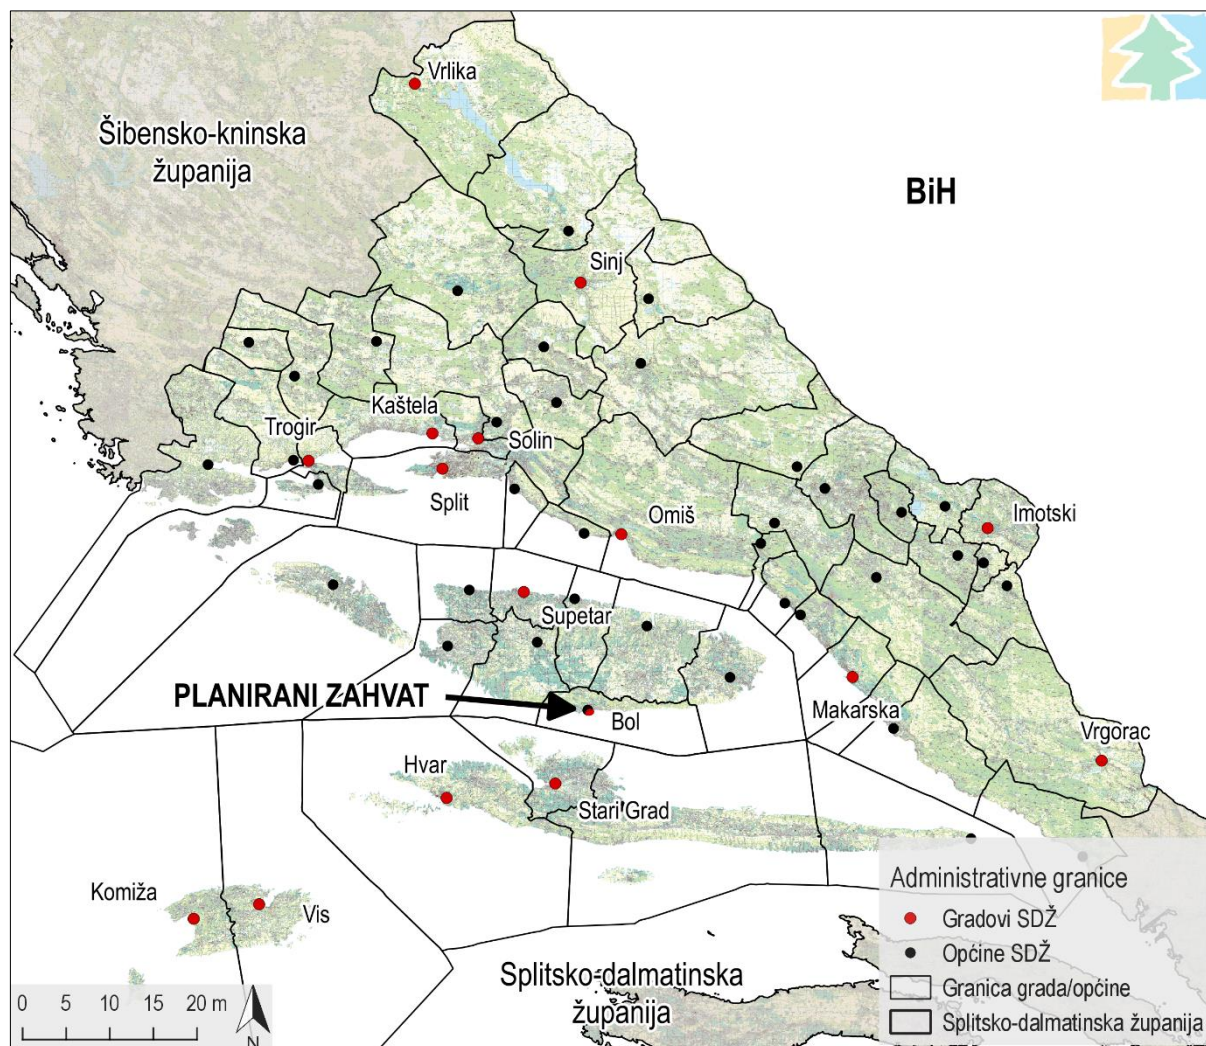 Vrlika
Šibensko-kninska
županija
BiH
Sinj
Kaštela
Trogir
Solin
Split
Omiš
Imotski
Supetar
PLANIRANI ZAHVAT
Bol
Makarska
Vrgorac
Hvar
Stari Grad
Komiža
Vis
Administrativne granice
Gradovi SDŽ
Općine SDŽ
Granica grada/općine
Splitsko-dalmatinska županija
Splitsko-dalmatinska
županija
0 5 10 15 20 m
N